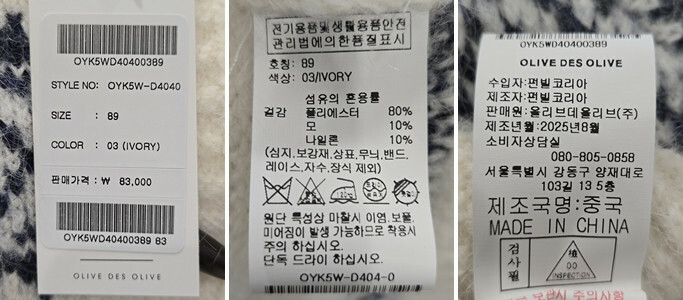 OYK5WD40400389
STYLE NO: OYK5W-D4040
SIZE : 89
COLOR : 03 (IVORY)
판매가격 : ₩ 83,000
OYK5WD40400389 83
OLIVE DES OLIVE
전기용품및생활용품안전
관리법에의한품질표시
호칭: 89
색상: 03/IVORY
섬유의 혼용률
겉감 폴리에스터 80%
모 10%
나일론 10%
(심지,보강재,상표,무늬,밴드,
레이스,자수,장식 제외)
원단 특성상 마찰시 이염,보풀,
미어짐이 발생 가능하므로 착용시
주의 하십시오.
단독 드라이 하십시오.
OYK5W-D404-0
OYK5WD40400389
OLIVE DES OLIVE
수입자:펀빌코리아
제조자:펀빌코리아
판매원:올리브데올리브(주)
제조년월:2025년8월
소비자상담실
080-805-0858
서울특별시 강동구 양재대로
103길 13 5층
제조국명:중국
MADE IN CHINA
검사필
검
00
INSPECTION